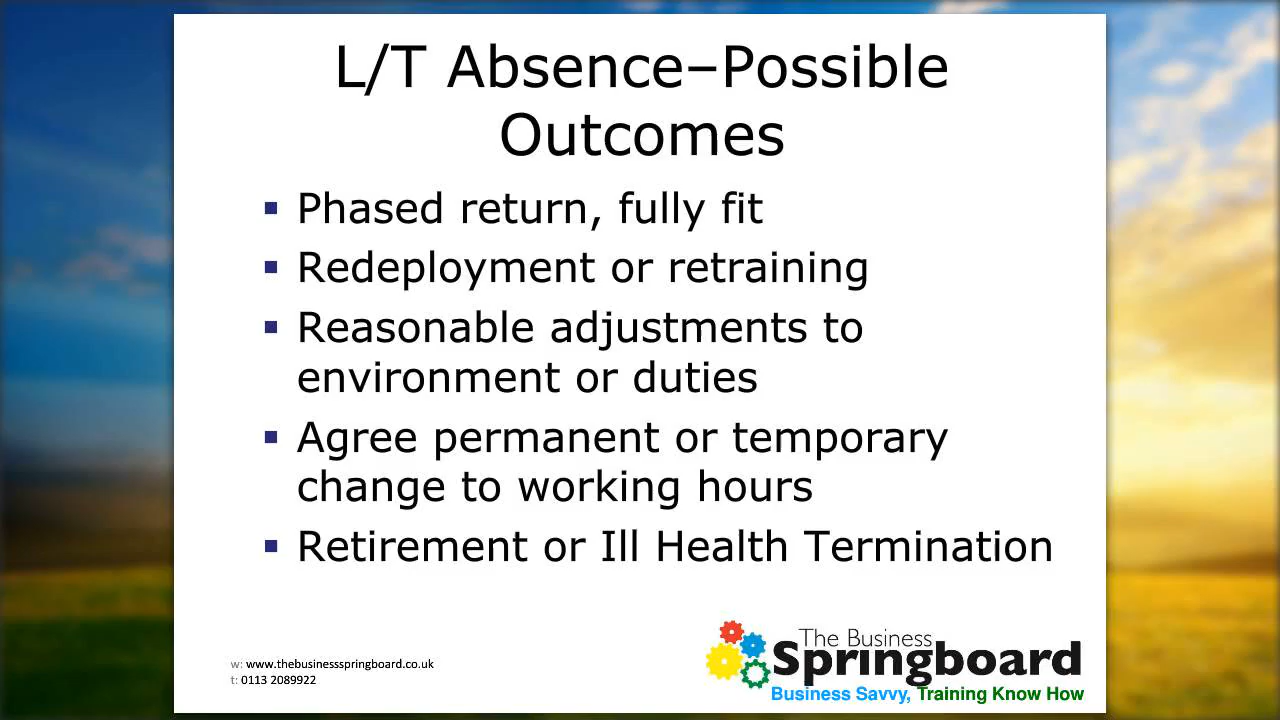 L/T Absence–Possible
Outcomes
▪ Phased return, fully fit
▪ Redeployment or retraining
▪ Reasonable adjustments to
environment or duties
▪ Agree permanent or temporary
change to working hours
▪ Retirement or Ill Health Termination
w: www.thebusinessspringboard.co.uk
t: 0113 2089922
The Business
Springboard
Business Savvy, Training Know How